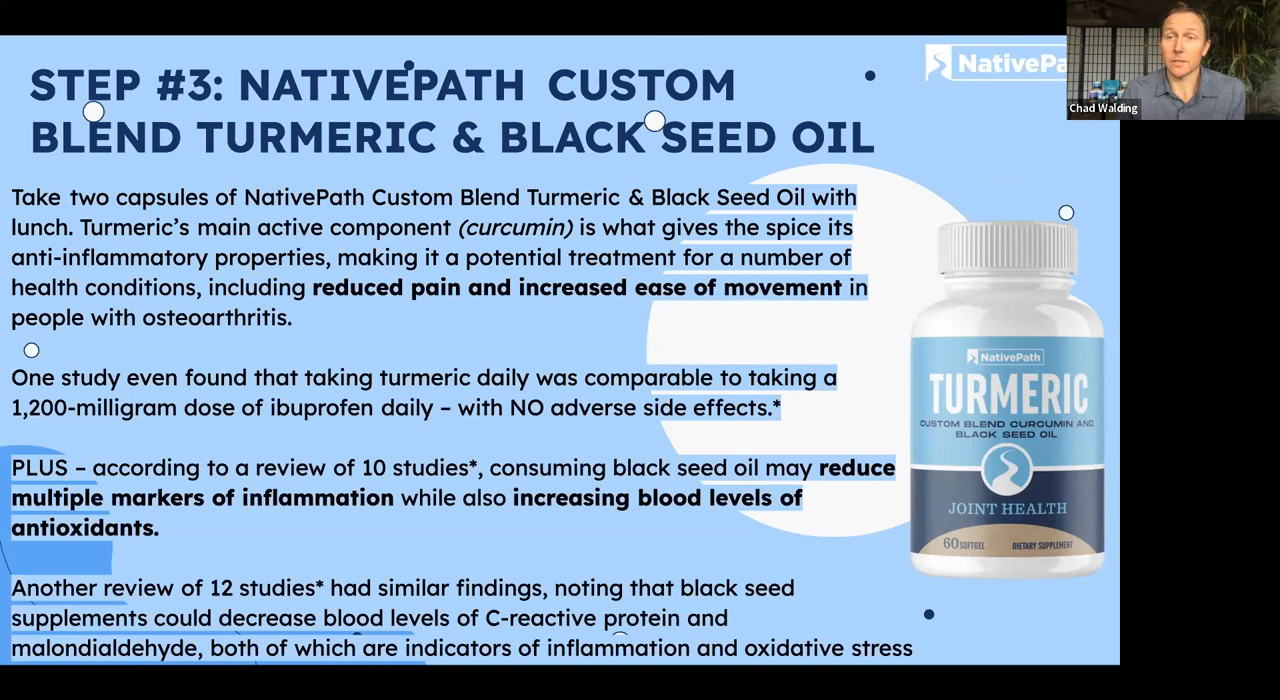 STEP #3: NATIVEPATH CUSTOM
BLEND TURMERIC & BLACK SEED OIL
NativePa
Chad Walding
Take two capsules of NativePath Custom Blend Turmeric & Black Seed Oil with
lunch. Turmeric’s main active component (curcumin) is what gives the spice its
anti-inflammatory properties, making it a potential treatment for a number of
health conditions, including reduced pain and increased ease of movement in
people with osteoarthritis.
One study even found that taking turmeric daily was comparable to taking a
1,200-milligram dose of ibuprofen daily – with NO adverse side effects.*
PLUS – according to a review of 10 studies*, consuming black seed oil may reduce
multiple markers of inflammation while also increasing blood levels of
antioxidants.
Another review of 12 studies* had similar findings, noting that black seed
supplements could decrease blood levels of C-reactive protein and
malondialdehyde, both of which are indicators of inflammation and oxidative stress
NativePath
TURMERIC
CUSTOM BLEND CURCUMIN AND
BLACK SEED OIL
JOINT HEALTH
60 SOFTGEL DIETARY SUPPLEMENT